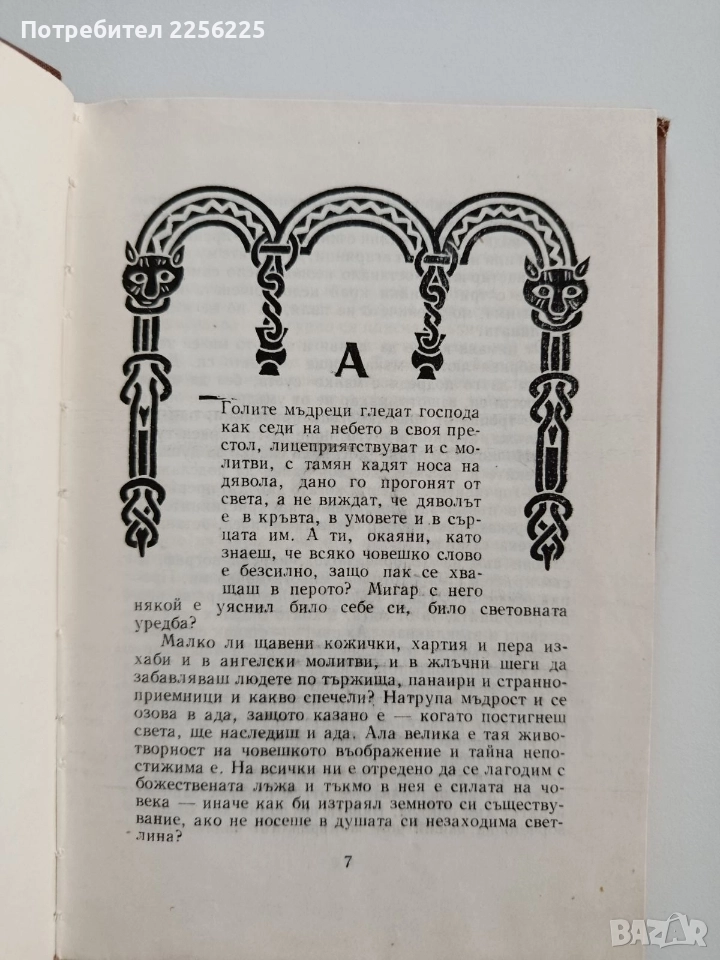 Потребител 2256225
А
Голите мъдреци гледат господа
как седи на небето в своя пре-
стол, лицеприятствуват и с мо-
литви, с тамян кадят носа на
дявола, дано го прогонят от
света, а не виждат, че дяволът
е в кръвта, в умовете и в сър-
цата им. А ти, окаяни, като
знаеш, че всяко човешко слово
е безсилно, защо пак се хва-
щаш в перото? Мигар с него
някой е уяснил било себе си, било световната
уредба?
Малко ли щавени кожички, хартия и пера из-
хаби и в ангелски молитви, и в жлъчни шеги да
забавляваш людете по тържища, панаири и странно-
приемници и какво спечели? Натрупа мъдрост и се
озова в ада, защото казано е — когато постигнеш
света, ще наследиш и ада. Ала велика е тая живо-
творност на човешкото въображение и тайна непо-
стижима е. На всички ни е отредено да се лагодим с
божествената лъжа и тъкмо в нея е силата на чо-
века — иначе как би изтраял земното си съществу-
вание, ако не носеше в душата си незаходима свет-
лина?
7
BAZAR